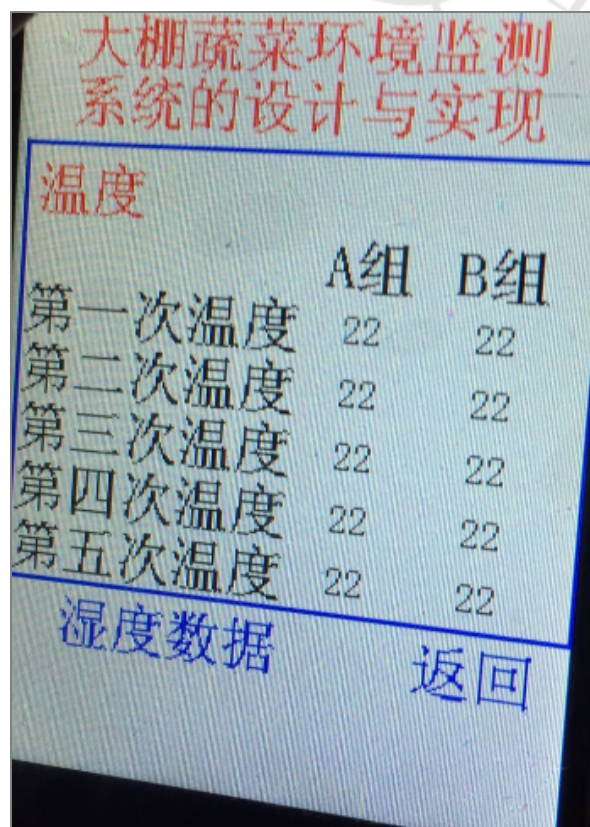 大棚蔬菜环境监测
系统的设计与实现
温度
A组 B组
第一次温度 22 22
第二次温度 22 22
第三次温度 22 22
第四次温度 22 22
第五次温度 22 22
湿度数据 返回